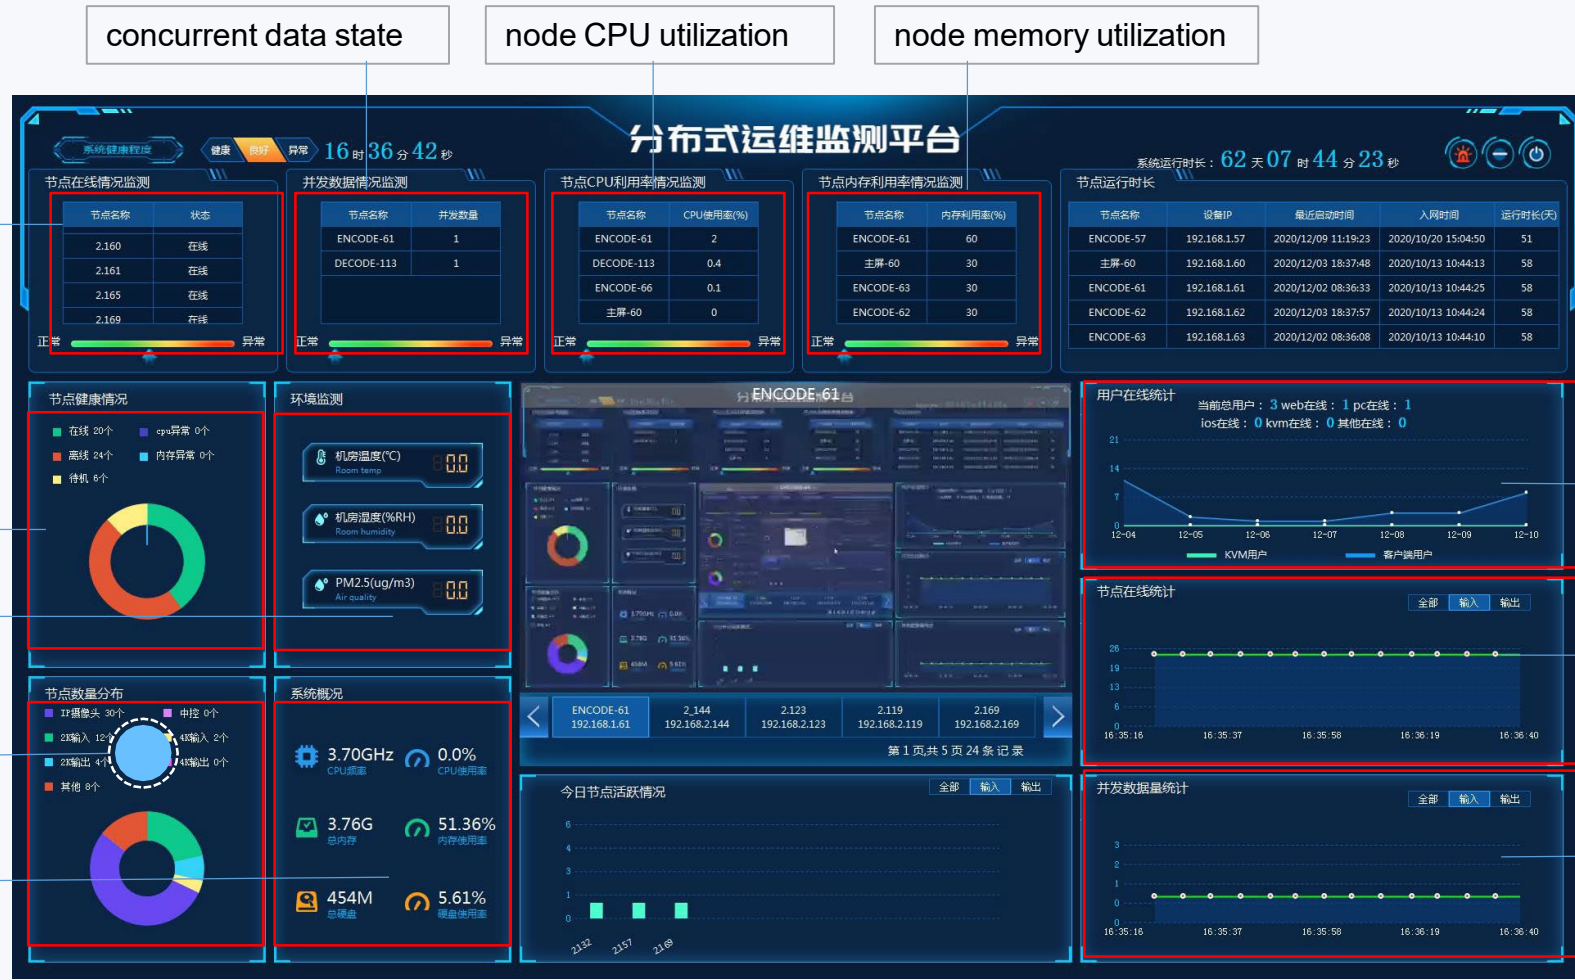 concurrent data state
node CPU utilization
node memory utilization
分布式运维监测平台
系统健康程度
健康 良好 异常
16 时 36 分 42 秒
系统运行时长： 62 天 07 时 44 分 23 秒
节点在线情况监测
节点名称 状态
2.160 在线
2.161 在线
2.165 在线
2.169 在线
正常 异常
并发数据情况监测
节点名称 并发数量
ENCODE-61 1
DECODE-113 1
正常 异常
节点CPU利用率情况监测
节点名称 CPU使用率(%)
ENCODE-61 2
DECODE-113 0.4
ENCODE-66 0.1
主屏-60 0
正常 异常
节点内存利用率情况监测
节点名称 内存利用率(%)
ENCODE-61 60
主屏-60 30
ENCODE-63 30
ENCODE-62 30
正常 异常
节点运行时长
节点名称 设备IP 最近启动时间 入网时间 运行时长(天)
ENCODE-57 192.168.1.57 2020/12/09 11:19:23 2020/10/20 15:04:50 51
主屏-60 192.168.1.60 2020/12/03 18:37:48 2020/10/13 10:44:13 58
ENCODE-61 192.168.1.61 2020/12/02 08:36:33 2020/10/13 10:44:25 58
ENCODE-62 192.168.1.62 2020/12/03 18:37:57 2020/10/13 10:44:24 58
ENCODE-63 192.168.1.63 2020/12/02 08:36:08 2020/10/13 10:44:10 58
节点健康情况
在线 20个 cpu异常 0个
离线 24个 内存异常 0个
待机 6个
环境监测
机房温度(℃)
Room temp
0.0
机房湿度(%RH)
Room humidity
0.0
PM2.5(ug/m3)
Air quality
0.0
ENCODE-61
ENCODE-61 2_144 2.123 2.119 2.169
192.168.1.61 192.168.2.144 192.168.2.123 192.168.2.119 192.168.2.169
第 1 页,共 5 页 24 条 记 录
用户在线统计
当前总用户： 3 web在线： 1 pc在线： 1
ios在线： 0 kvm在线： 0 其他在线： 0
21
14
7
0
12-04 12-05 12-06 12-07 12-08 12-09 12-10
KVM用户 客户端用户
节点在线统计
全部 输入 输出
26
19
13
6
0
16:35:16 16:35:37 16:35:58 16:36:19 16:36:40
节点数量分布
IP摄像头 30个 中控 0个
2K输入 12个 4K输入 2个
2K输出 4个 4K输出 0个
其他 8个
系统概况
3.70GHz 0.0%
CPU频率 CPU使用率
3.76G 51.36%
总内存 内存使用率
454M 5.61%
总硬盘 硬盘使用率
今日节点活跃情况
全部 输入 输出
6
4
3
1
0
2132 2157 2169
并发数据量统计
全部 输入 输出
3
2
1
0
0
16:35:16 16:35:37 16:35:58 16:36:19 16:36:40